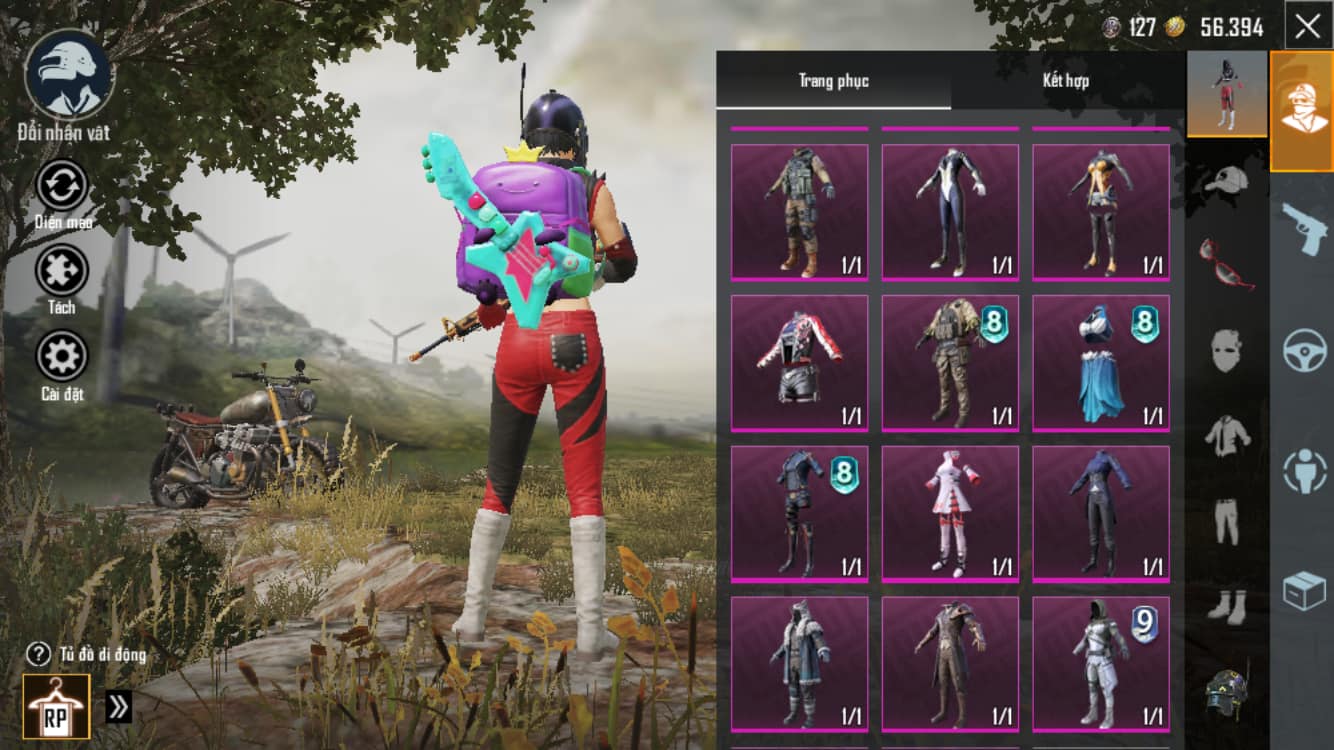 127 56.394
Trang phục Kết hợp
Đổi nhân vật
Diện mạo
Tách
Cài đặt
1/1 1/1 1/1
8 8
1/1 1/1 1/1
8
1/1 1/1 1/1
9
1/1 1/1 1/1
? Tủ đồ di động
RP